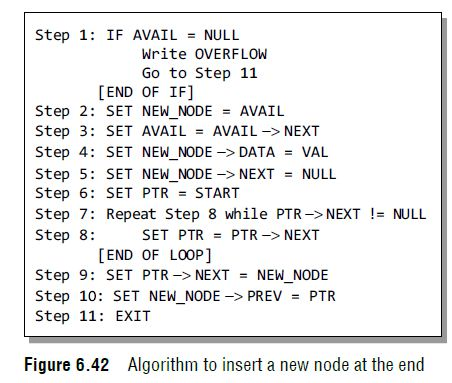 Step 1: IF AVAIL = NULL
Write OVERFLOW
Go to Step 11
[END OF IF]
Step 2: SET NEW_NODE = AVAIL
Step 3: SET AVAIL = AVAIL -> NEXT
Step 4: SET NEW_NODE -> DATA = VAL
Step 5: SET NEW_NODE -> NEXT = NULL
Step 6: SET PTR = START
Step 7: Repeat Step 8 while PTR -> NEXT != NULL
Step 8: SET PTR = PTR -> NEXT
[END OF LOOP]
Step 9: SET PTR -> NEXT = NEW_NODE
Step 10: SET NEW_NODE -> PREV = PTR
Step 11: EXIT
Figure 6.42 Algorithm to insert a new node at the end